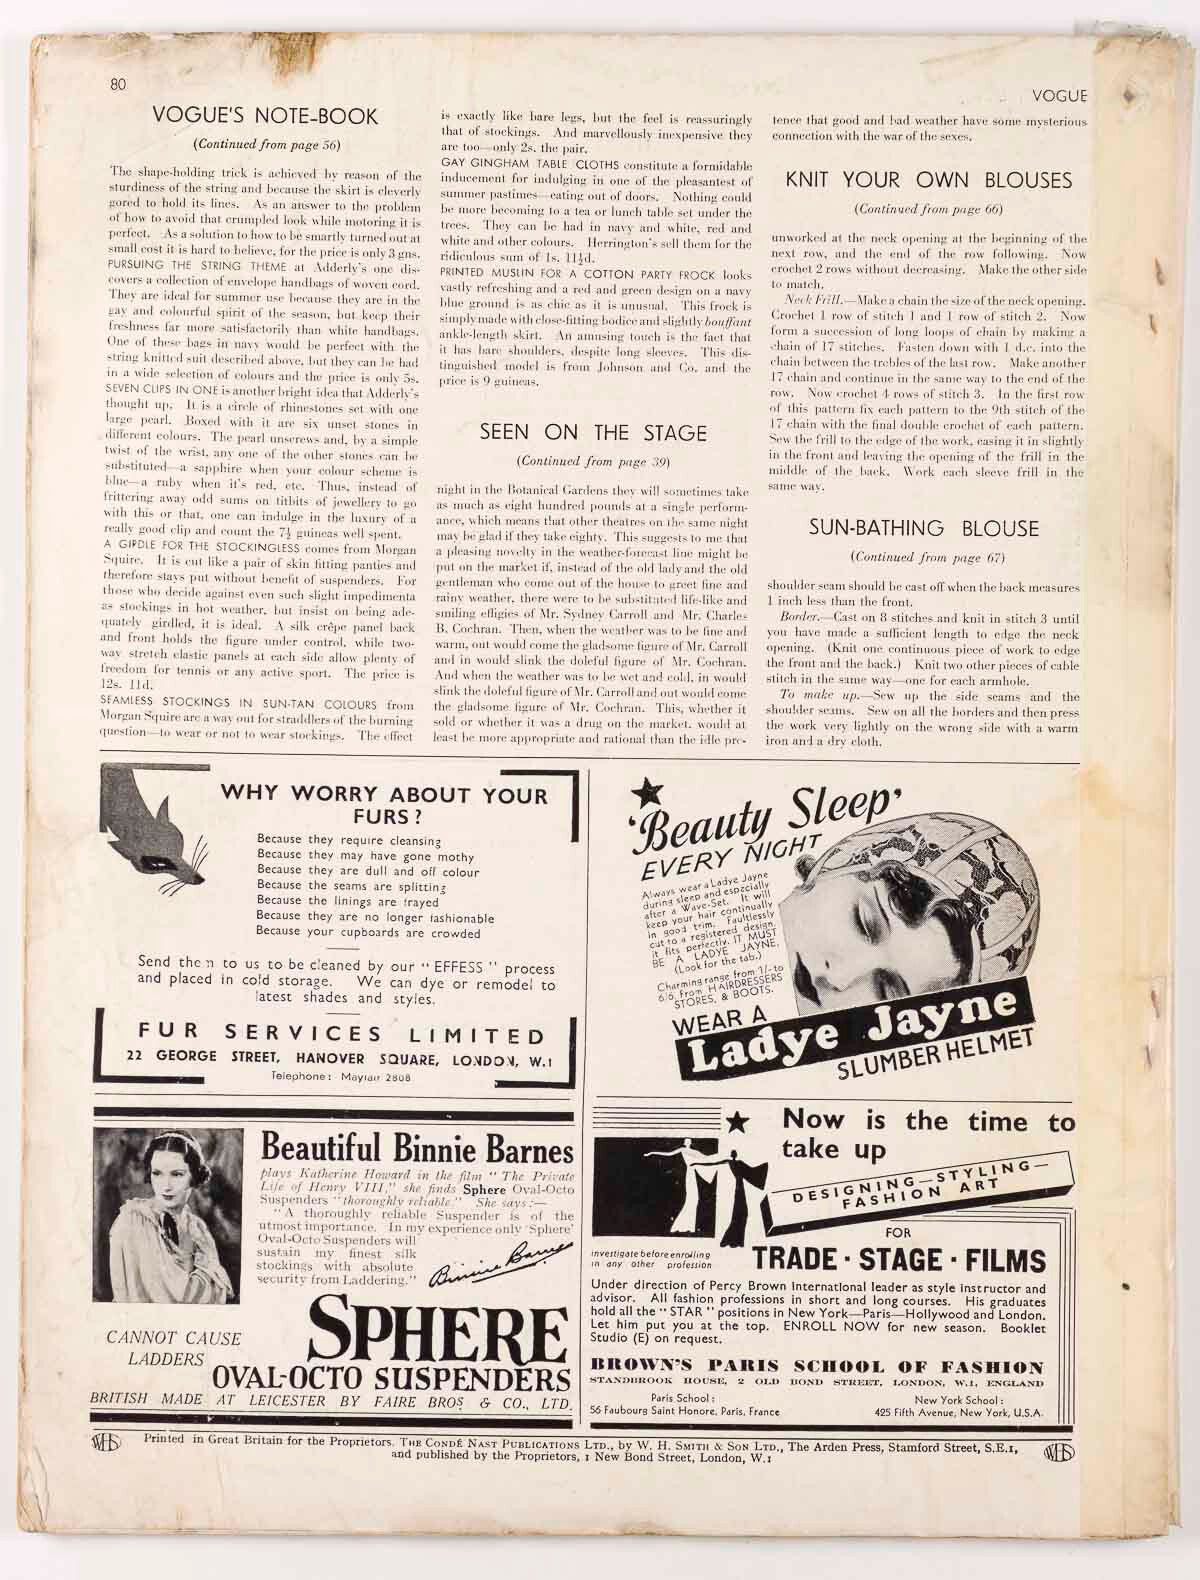 80
VOGUE
VOGUE'S NOTE-BOOK
(Continued from page 56)
The shape-holding trick is achieved by reason of the
sturdiness of the string and because the skirt is cleverly
gored to hold its lines. As an answer to the problem
of how to avoid that crumpled look while motoring it is
perfect. As a solution to how to be smartly turned out at
small cost it is hard to believe, for the price is only 3 gns.
PURSUING THE STRING THEME at Adderly's one dis-
covers a collection of envelope handbags of woven cord.
They are ideal for summer use because they are in the
gay and colourful spirit of the season, but keep their
freshness far more satisfactorily than white handbags.
One of these bags in navy would be perfect with the
string knitted suit described above, but they can be had
in a wide selection of colours and the price is only 5s.
SEVEN CLIPS IN ONE is another bright idea that Adderly's
thought up. It is a circle of rhinestones set with one
large pearl. Boxed with it are six unset stones in
different colours. The pearl unscrews and, by a simple
twist of the wrist, any one of the other stones can be
substituted—a sapphire when your colour scheme is
blue—a ruby when it's red, etc. Thus, instead of
frittering away odd sums on titbits of jewellery to go
with this or that, one can indulge in the luxury of a
really good clip and count the 7½ guineas well spent.
A GIRDLE FOR THE STOCKINGLESS comes from Morgan
Squire. It is cut like a pair of skin fitting panties and
therefore stays put without benefit of suspenders. For
those who decide against even such slight impedimenta
as stockings in hot weather, but insist on being ade-
quately girdled, it is ideal. A silk crêpe panel back
and front holds the figure under control, while two-
way stretch elastic panels at each side allow plenty of
freedom for tennis or any active sport. The price is
12s. 11d.
SEAMLESS STOCKINGS IN SUN-TAN COLOURS from
Morgan Squire are a way out for straddlers of the burning
question—to wear or not to wear stockings. The effect
is exactly like bare legs, but the feel is reassuringly
that of stockings. And marvellously inexpensive they
are too—only 2s. the pair.
GAY GINGHAM TABLE CLOTHS constitute a formidable
inducement for indulging in one of the pleasantest of
summer pastimes—eating out of doors. Nothing could
be more becoming to a tea or lunch table set under the
trees. They can be had in navy and white, red and
white and other colours. Herrington's sell them for the
ridiculous sum of 1s. 11½d.
PRINTED MUSLIN FOR A COTTON PARTY FROCK looks
vastly refreshing and a red and green design on a navy
blue ground is as chic as it is unusual. This frock is
simply made with close-fitting bodice and slightly bouffant
ankle-length skirt. An amusing touch is the fact that
it has bare shoulders, despite long sleeves. This dis-
tinguished model is from Johnson and Co. and the
price is 9 guineas.
SEEN ON THE STAGE
(Continued from page 39)
night in the Botanical Gardens they will sometimes take
as much as eight hundred pounds at a single perform-
ance, which means that other theatres on the same night
may be glad if they take eighty. This suggests to me that
a pleasing novelty in the weather-forecast line might be
put on the market if, instead of the old lady and the old
gentleman who come out of the house to greet fine and
rainy weather, there were to be substituted life-like and
smiling effigies of Mr. Sydney Carroll and Mr. Charles
B. Cochran. Then, when the weather was to be fine and
warm, out would come the gladsome figure of Mr. Carroll
and in would slink the doleful figure of Mr. Cochran.
And when the weather was to be wet and cold, in would
slink the doleful figure of Mr. Carroll and out would come
the gladsome figure of Mr. Cochran. This, whether it
sold or whether it was a drug on the market, would at
least be more appropriate and rational than the idle pre-
tence that good and bad weather have some mysterious
connection with the war of the sexes.
KNIT YOUR OWN BLOUSES
(Continued from page 66)
unworked at the neck opening at the beginning of the
next row, and the end of the row following. Now
crochet 2 rows without decreasing. Make the other side
to match.
Neck Frill.—Make a chain the size of the neck opening.
Crochet 1 row of stitch 1 and 1 row of stitch 2. Now
form a succession of long loops of chain by making a
chain of 17 stitches. Fasten down with 1 d.c. into the
chain between the trebles of the last row. Make another
17 chain and continue in the same way to the end of the
row. Now crochet 4 rows of stitch 3. In the first row
of this pattern fix each pattern to the 9th stitch of the
17 chain with the final double crochet of each pattern.
Sew the frill to the edge of the work, easing it in slightly
in the front and leaving the opening of the frill in the
middle of the back. Work each sleeve frill in the
same way.
SUN-BATHING BLOUSE
(Continued from page 67)
shoulder seam should be cast off when the back measures
1 inch less than the front.
Border.—Cast on 8 stitches and knit in stitch 3 until
you have made a sufficient length to edge the neck
opening. (Knit one continuous piece of work to edge
the front and the back.) Knit two other pieces of cable
stitch in the same way—one for each armhole.
To make up.—Sew up the side seams and the
shoulder seams. Sew on all the borders and then press
the work very lightly on the wrong side with a warm
iron and a dry cloth.
WHY WORRY ABOUT YOUR
FURS?
Because they require cleansing
Because they may have gone mothy
Because they are dull and off colour
Because the seams are splitting
Because the linings are frayed
Because they are no longer fashionable
Because your cupboards are crowded
Send them to us to be cleaned by our "EFFESS" process
and placed in cold storage. We can dye or remodel to
latest shades and styles.
FUR SERVICES LIMITED
22 GEORGE STREET, HANOVER SQUARE, LONDON, W.1
Telephone: Mayfair 2808
'Beauty Sleep'
EVERY NIGHT
Always wear a Ladye Jayne
during sleep and especially
after a Wave-Set. It will
keep your hair continually
in good trim. Faultlessly
cut to a registered design,
it fits perfectly. IT MUST
BE A LADYE JAYNE.
(Look for the tab.)
Charming range from 1/- to
6/6, from HAIRDRESSERS
STORES, & BOOTS.
WEAR A
Ladye Jayne
SLUMBER HELMET
Beautiful Binnie Barnes
plays Katherine Howard in the film "The Private
Life of Henry VIII," she finds Sphere Oval-Octo
Suspenders "thoroughly reliable." She says:—
"A thoroughly reliable Suspender is of the
utmost importance. In my experience only 'Sphere'
Oval-Octo Suspenders will
sustain my finest silk
stockings with absolute
security from Laddering."
Binnie Barnes
CANNOT CAUSE
LADDERS
SPHERE
OVAL-OCTO SUSPENDERS
BRITISH MADE AT LEICESTER BY FAIRE BROS. & CO., LTD.
Now is the time to
take up
DESIGNING—STYLING—
FASHION ART
FOR
TRADE · STAGE · FILMS
investigate before enrolling
in any other profession
Under direction of Percy Brown International leader as style instructor and
advisor. All fashion professions in short and long courses. His graduates
hold all the "STAR" positions in New York—Paris—Hollywood and London.
Let him put you at the top. ENROLL NOW for new season. Booklet
Studio (E) on request.
BROWN'S PARIS SCHOOL OF FASHION
STANDBROOK HOUSE, 2 OLD BOND STREET, LONDON, W.1, ENGLAND
Paris School:
56 Faubourg Saint Honore, Paris, France
New York School:
425 Fifth Avenue, New York, U.S.A.
WHS
Printed in Great Britain for the Proprietors, THE CONDÉ NAST PUBLICATIONS LTD., by W. H. SMITH & SON LTD., The Arden Press, Stamford Street, S.E.1,
and published by the Proprietors, 1 New Bond Street, London, W.1
WHS